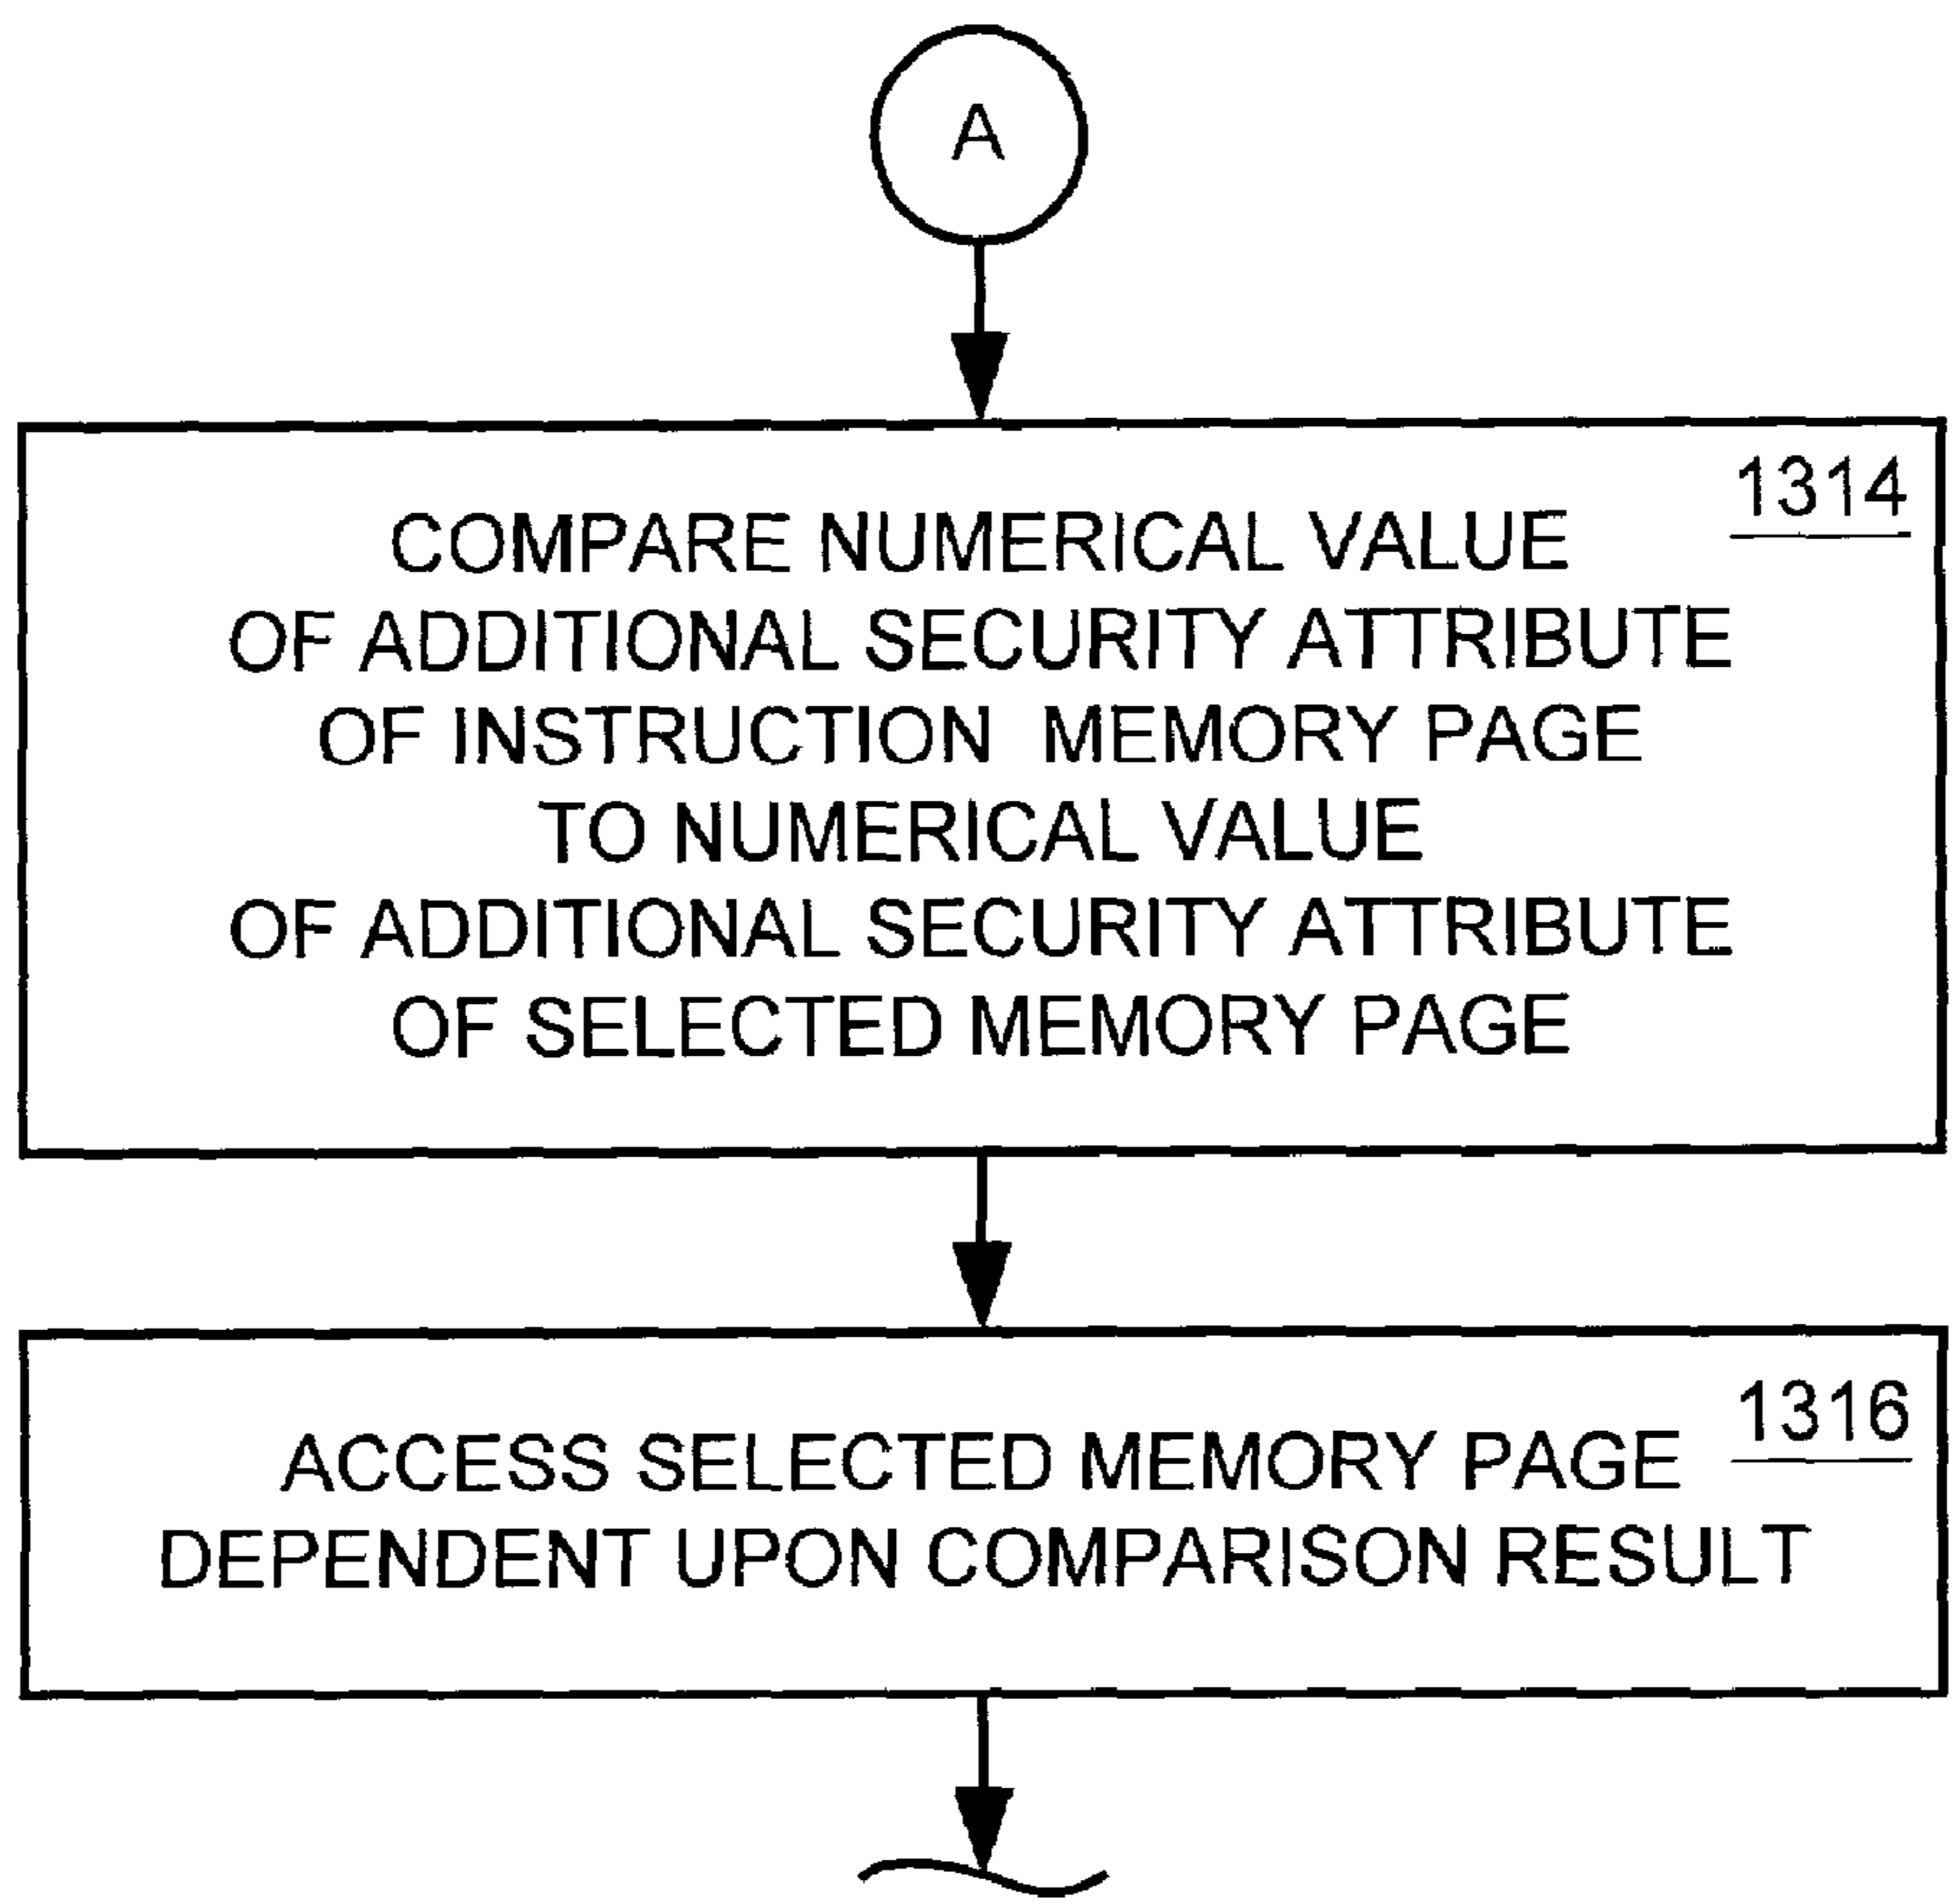 A
1314
COMPARE NUMERICAL VALUE
OF ADDITIONAL SECURITY ATTRIBUTE
OF INSTRUCTION MEMORY PAGE
TO NUMERICAL VALUE
OF ADDITIONAL SECURITY ATTRIBUTE
OF SELECTED MEMORY PAGE
1316
ACCESS SELECTED MEMORY PAGE
DEPENDENT UPON COMPARISON RESULT